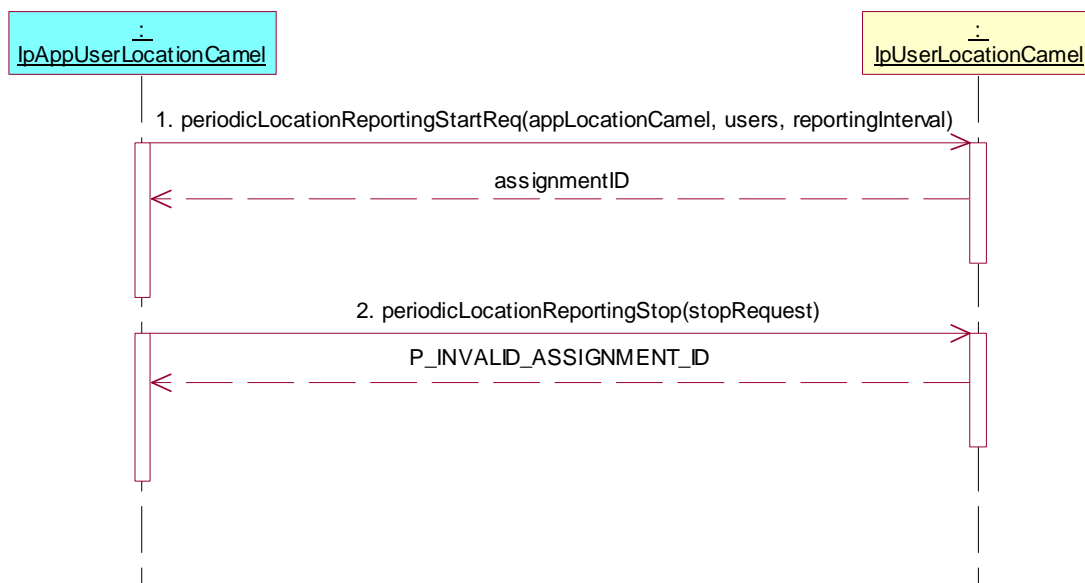 :
IpAppUserLocationCamel
:
IpUserLocationCamel
1. periodicLocationReportingStartReq(appLocationCamel, users, reportingInterval)
assignmentID
2. periodicLocationReportingStop(stopRequest)
P_INVALID_ASSIGNMENT_ID